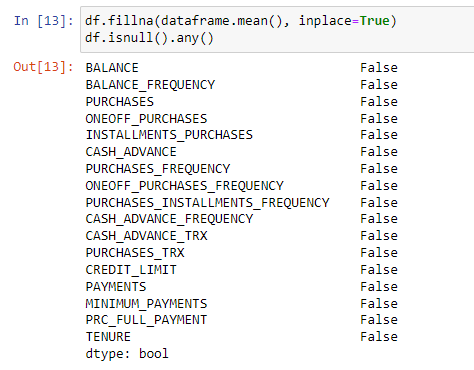 In [13]: df.fillna(dataframe.mean(), inplace=True)
df.isnull().any()
Out[13]: BALANCE False
BALANCE_FREQUENCY False
PURCHASES False
ONEOFF_PURCHASES False
INSTALLMENTS_PURCHASES False
CASH_ADVANCE False
PURCHASES_FREQUENCY False
ONEOFF_PURCHASES_FREQUENCY False
PURCHASES_INSTALLMENTS_FREQUENCY False
CASH_ADVANCE_FREQUENCY False
CASH_ADVANCE_TRX False
PURCHASES_TRX False
CREDIT_LIMIT False
PAYMENTS False
MINIMUM_PAYMENTS False
PRC_FULL_PAYMENT False
TENURE False
dtype: bool